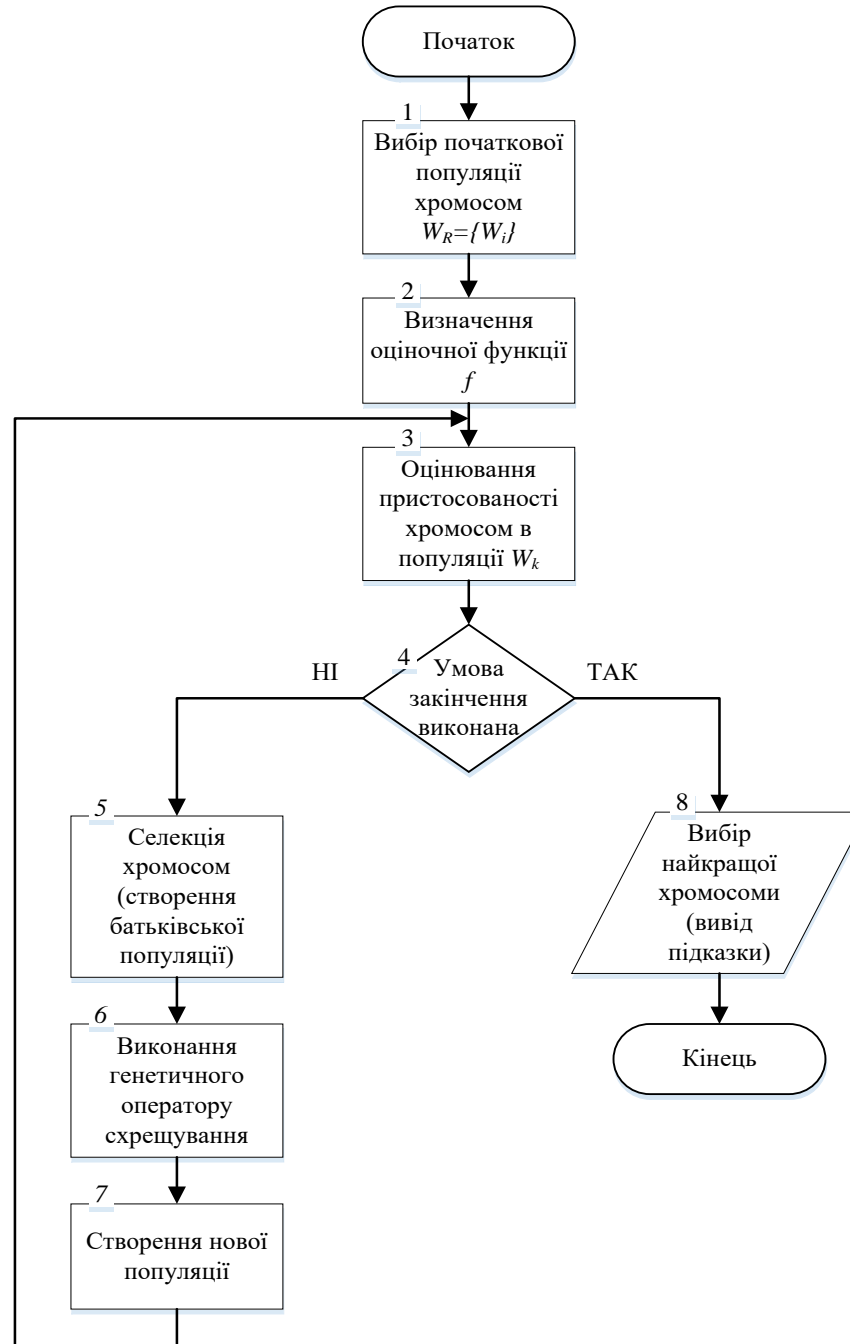 Початок
1
Вибір початкової
популяції
хромосом
W_R={W_i}
2
Визначення
оціночної функції
f
3
Оцінювання
пристосованості
хромосом в
популяції W_k
4
Умова
закінчення
виконана
НІ
ТАК
5
Селекція
хромосом
(створення
батьківської
популяції)
6
Виконання
генетичного
оператору
схрещування
7
Створення нової
популяції
8
Вибір
найкращої
хромосоми
(вивід
підказки)
Кінець